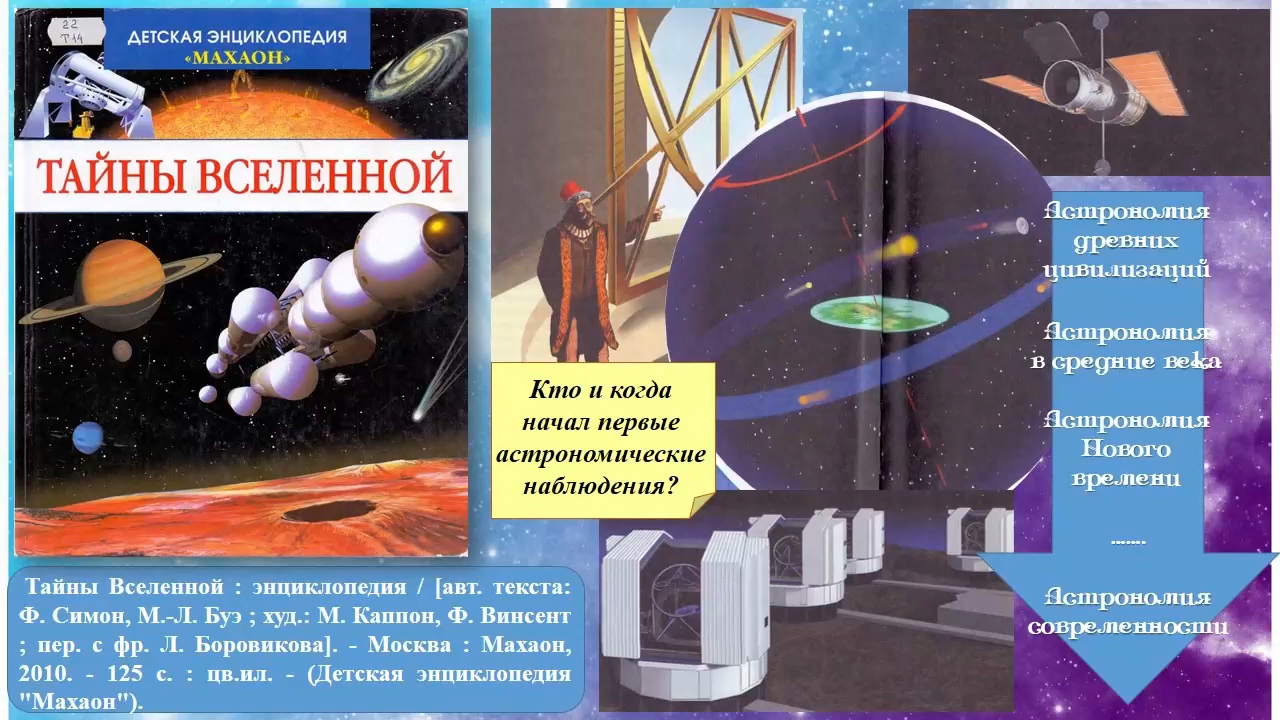 22
Т14
ДЕТСКАЯ ЭНЦИКЛОПЕДИЯ
«МАХАОН»
ТАЙНЫ ВСЕЛЕННОЙ
Тайны Вселенной : энциклопедия / [авт. текста:
Ф. Симон, М.-Л. Буэ ; худ.: М. Каппон, Ф. Винсент
; пер. с фр. Л. Боровикова]. - Москва : Махаон,
2010. - 125 с. : цв.ил. - (Детская энциклопедия
"Махаон").
Кто и когда
начал первые
астрономические
наблюдения?
Астрономия
древних
цивилизаций
Астрономия
в средние века
Астрономия
Нового
времени
.......
Астрономия
современности